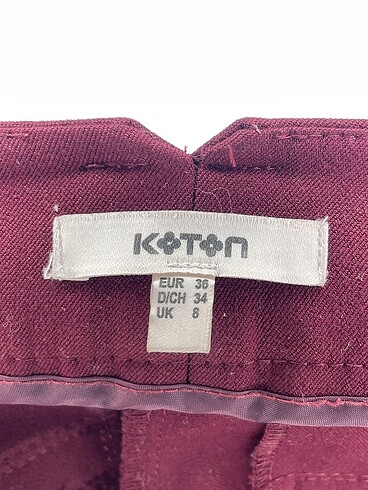 KOTON
EUR 36
D/CH 34
UK 8